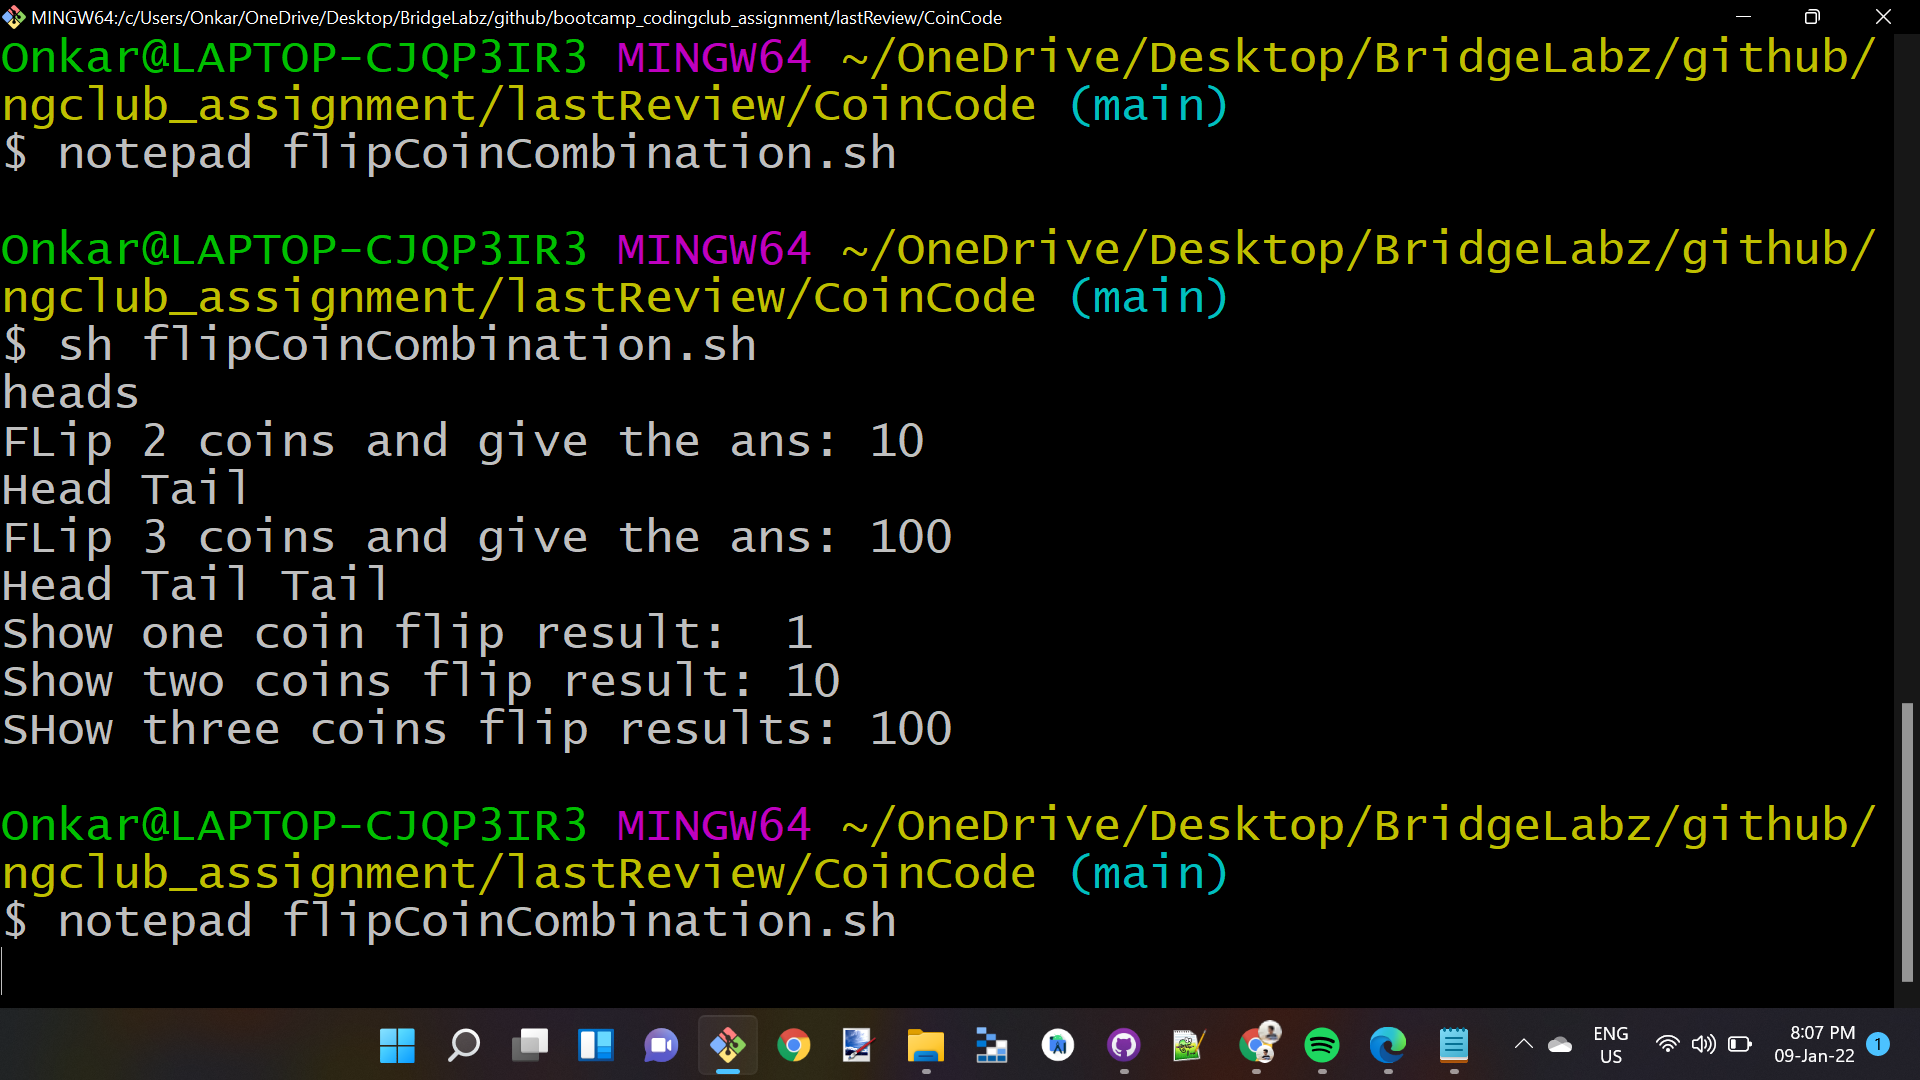 MINGW64:/c/Users/Onkar/OneDrive/Desktop/BridgeLabz/github/bootcamp_codingclub_assignment/lastReview/CoinCode
Onkar@LAPTOP-CJQP3IR3 MINGW64 ~/OneDrive/Desktop/BridgeLabz/github/
ngclub_assignment/lastReview/CoinCode (main)
$ notepad flipCoinCombination.sh
Onkar@LAPTOP-CJQP3IR3 MINGW64 ~/OneDrive/Desktop/BridgeLabz/github/
ngclub_assignment/lastReview/CoinCode (main)
$ sh flipCoinCombination.sh
heads
FLip 2 coins and give the ans: 10
Head Tail
FLip 3 coins and give the ans: 100
Head Tail Tail
Show one coin flip result:  1
Show two coins flip result: 10
SHow three coins flip results: 100
Onkar@LAPTOP-CJQP3IR3 MINGW64 ~/OneDrive/Desktop/BridgeLabz/github/
ngclub_assignment/lastReview/CoinCode (main)
$ notepad flipCoinCombination.sh
ENG
US
8:07 PM
09-Jan-22
1